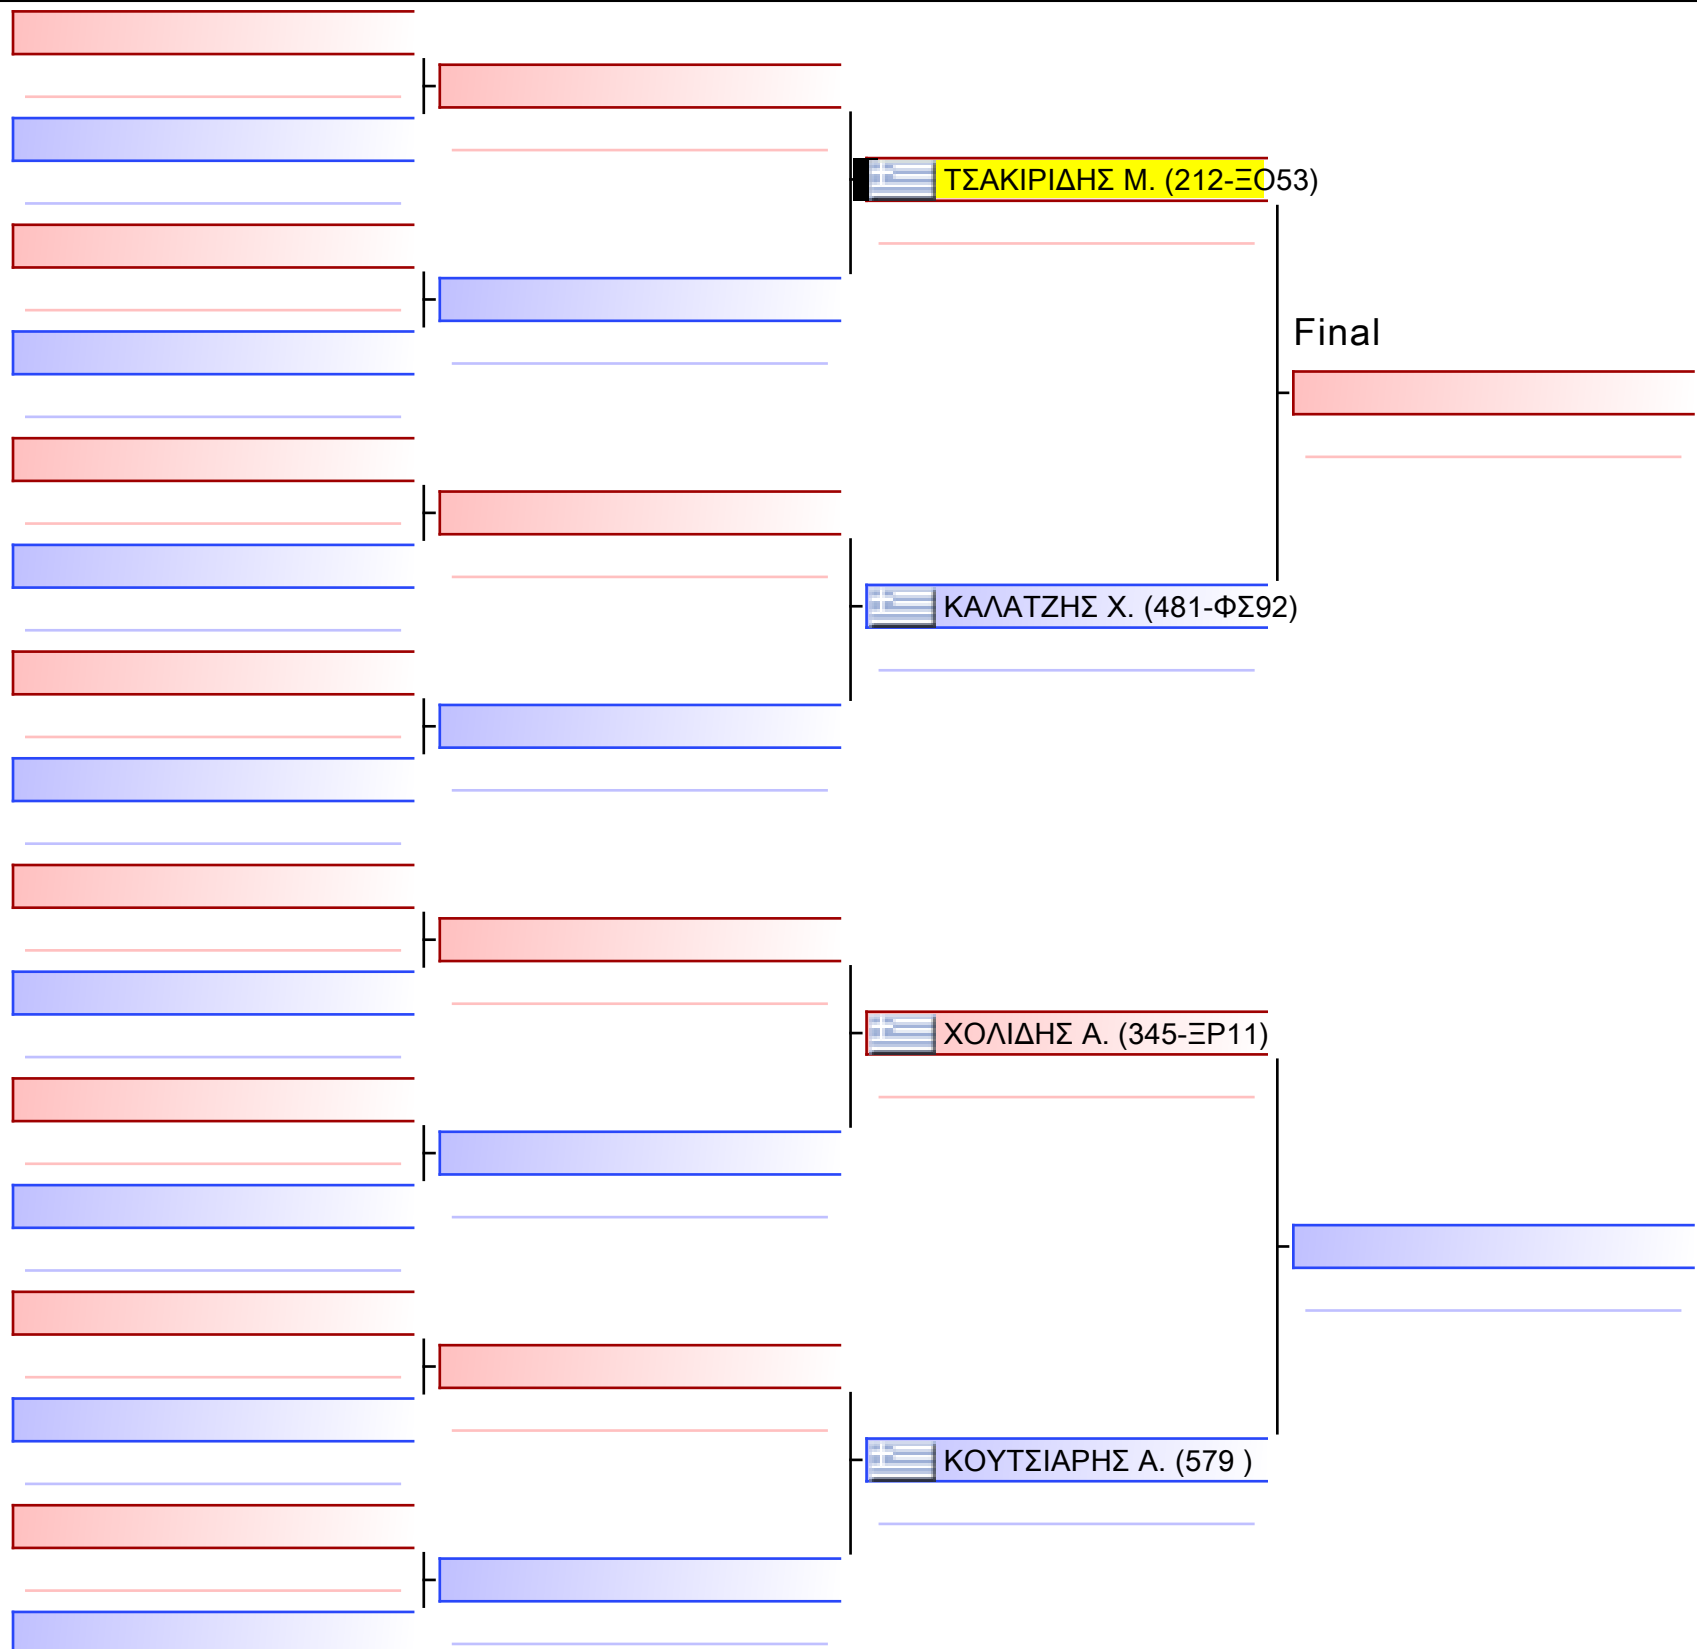 ΤΣΑΚΙΡΙΔΗΣ Μ. (212-ΞΟ53)
Final
ΚΑΛΑΤΖΗΣ Χ. (481-ΦΣ92)
ΧΟΛΙΔΗΣ Α. (345-ΞΡ11)
ΚΟΥΤΣΙΑΡΗΣ Α. (579 )